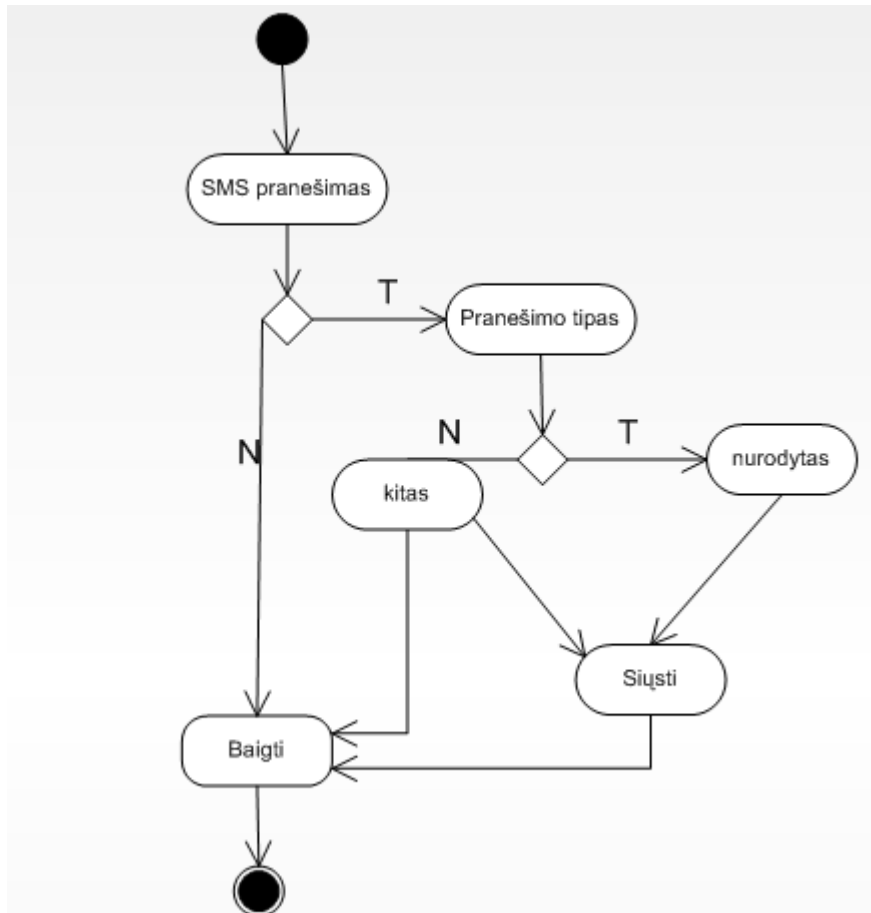 SMS pranešimas
T
Pranešimo tipas
N
N
T
nurodytas
kitas
Siųsti
Baigti